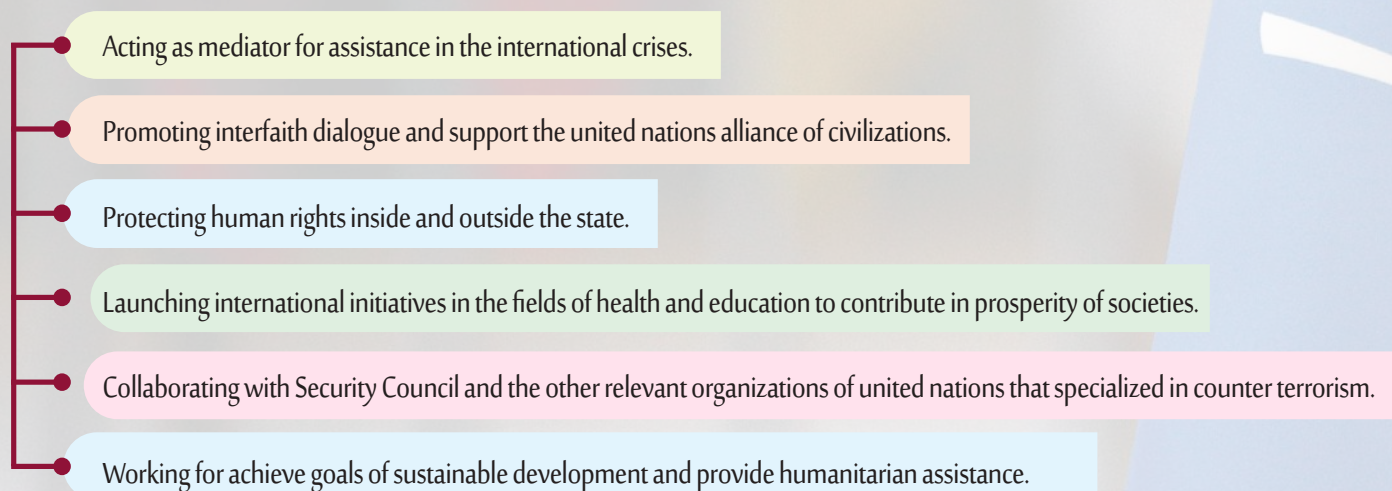 Acting as mediator for assistance in the international crises.
Promoting interfaith dialogue and support the united nations alliance of civilizations.
Protecting human rights inside and outside the state.
Launching international initiatives in the fields of health and education to contribute in prosperity of societies.
Collaborating with Security Council and the other relevant organizations of united nations that specialized in counter terrorism.
Working for achieve goals of sustainable development and provide humanitarian assistance.